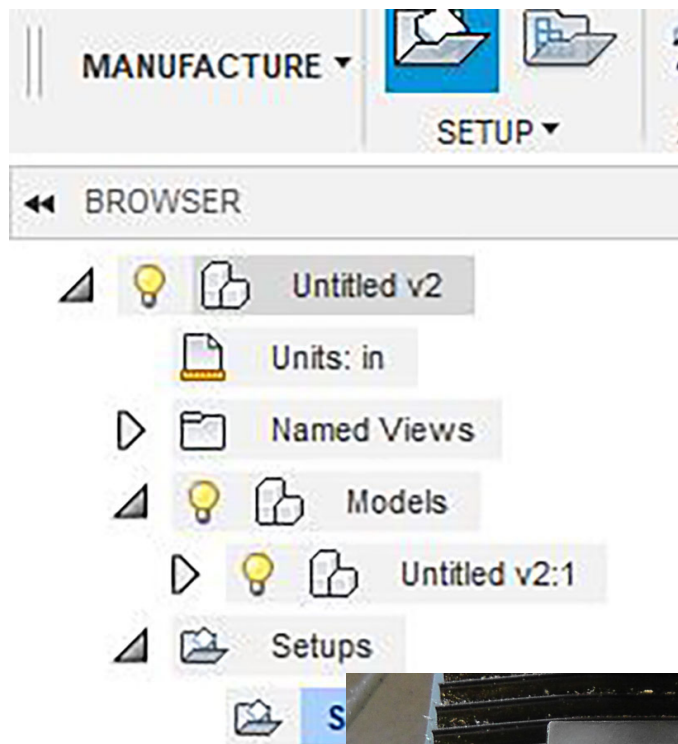 MANUFACTURE
SETUP
BROWSER
Untitled v2
Units: in
Named Views
Models
Untitled v2:1
Setups